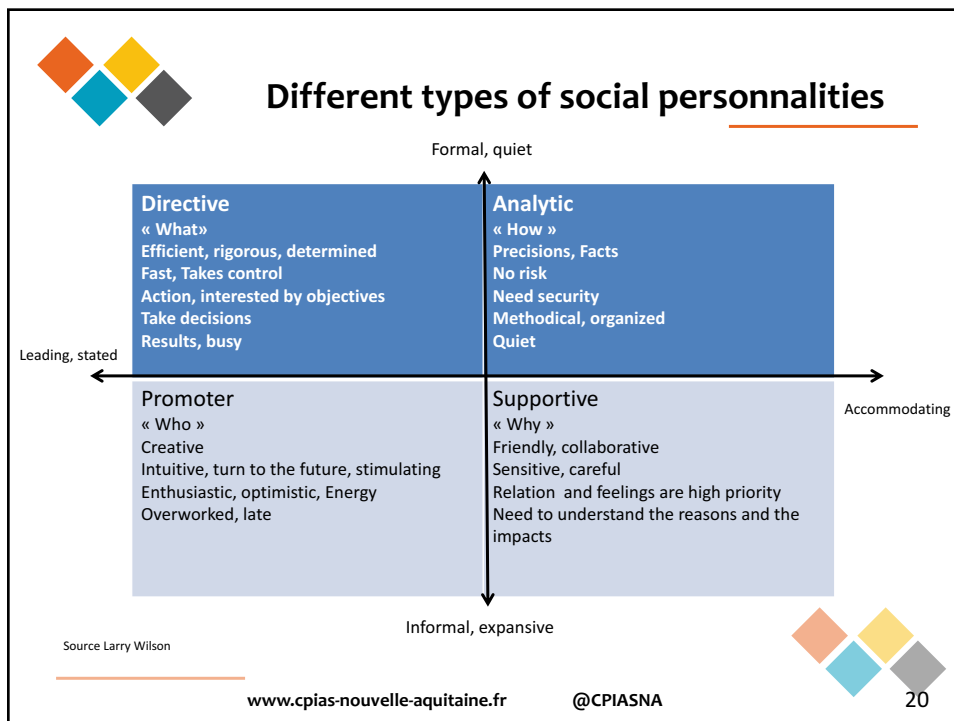 Different types of social personnalities
Formal, quiet
Directive
« What»
Efficient, rigorous, determined
Fast, Takes control
Action, interested by objectives
Take decisions
Results, busy
Analytic
« How »
Precisions, Facts
No risk
Need security
Methodical, organized
Quiet
Leading, stated
Accommodating
Promoter
« Who »
Creative
Intuitive, turn to the future, stimulating
Enthusiastic, optimistic, Energy
Overworked, late
Supportive
« Why »
Friendly, collaborative
Sensitive, careful
Relation and feelings are high priority
Need to understand the reasons and the
impacts
Informal, expansive
Source Larry Wilson
www.cpias-nouvelle-aquitaine.fr @CPIASNA 20